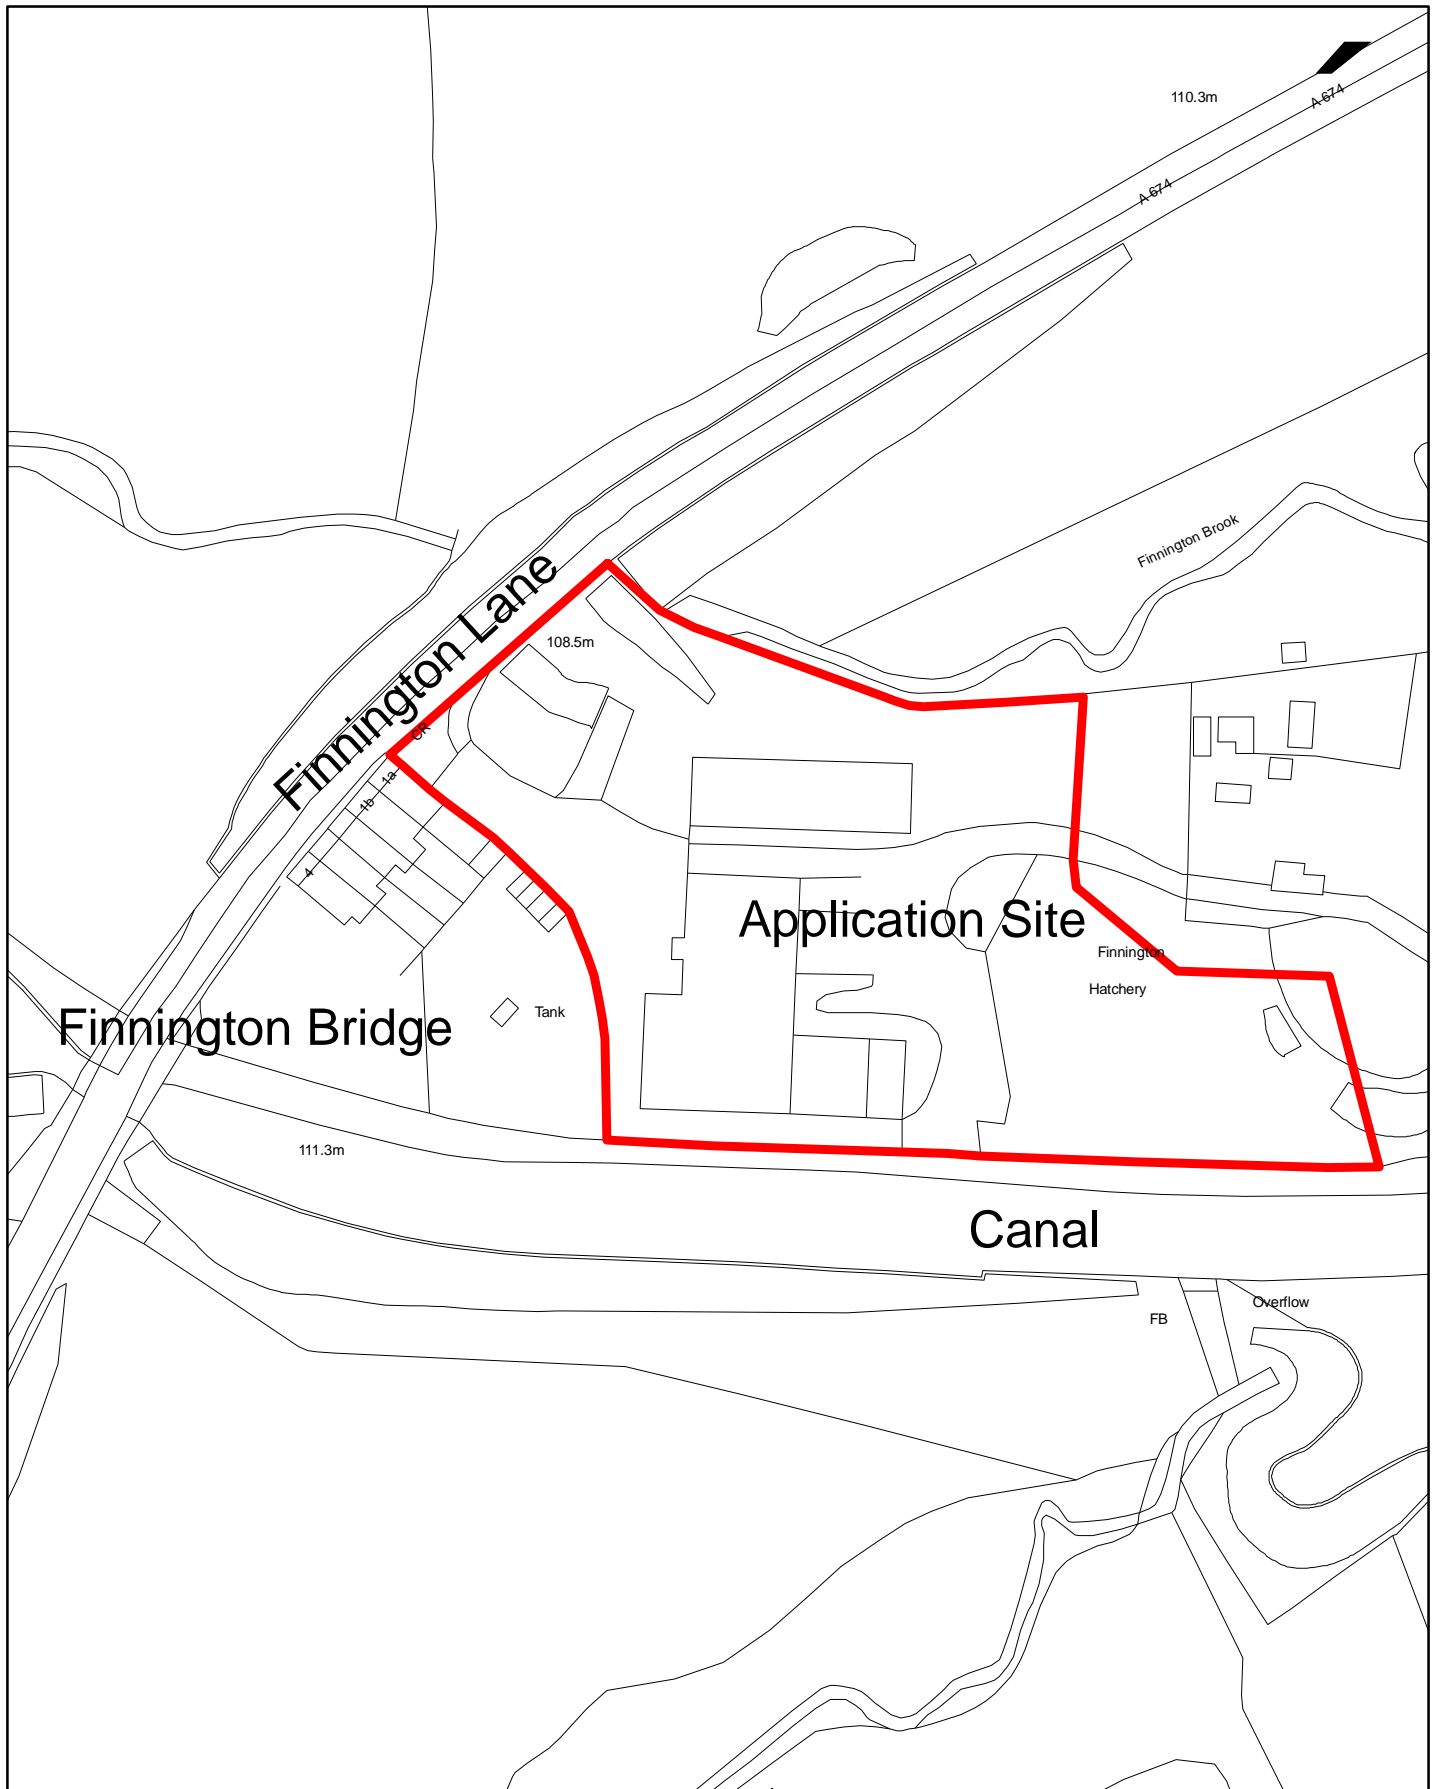 110.3m
A 674
A 674
Finnington Brook
Finnington Lane
108.5m
CR
1a
1b
4
Application Site
Finnington
Hatchery
Finnington Bridge
Tank
111.3m
Canal
Overflow
FB